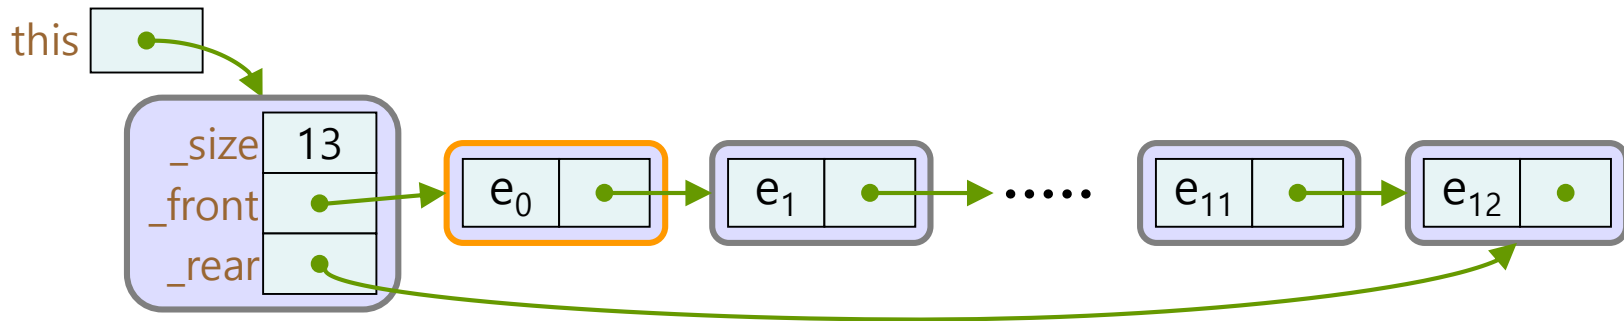 this
_size 13
_front
_rear
e₀
e₁
.....
e₁₁
e₁₂